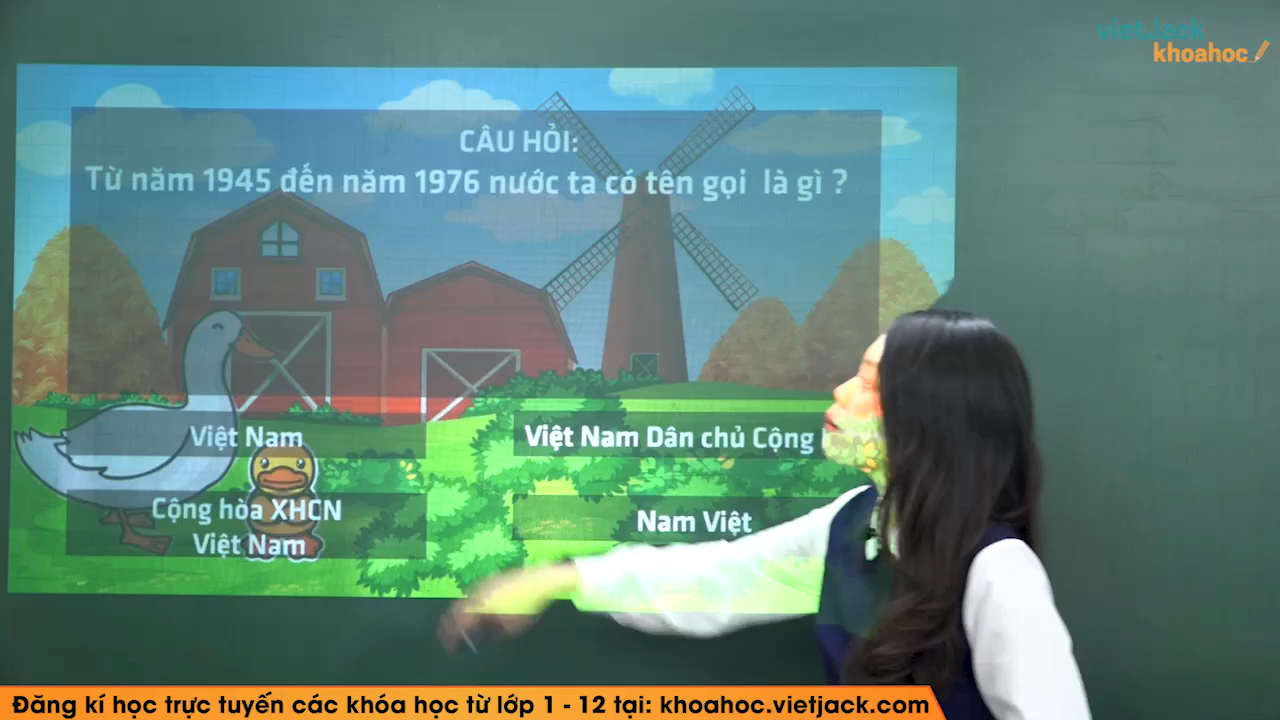 vietjack
khoahoc
CÂU HỎI:
Từ năm 1945 đến năm 1976 nước ta có tên gọi là gì ?
Việt Nam
Việt Nam Dân chủ Cộng
Cộng hòa XHCN
Việt Nam
Nam Việt
Đăng kí học trực tuyến các khóa học từ lớp 1 - 12 tại: khoahoc.vietjack.com